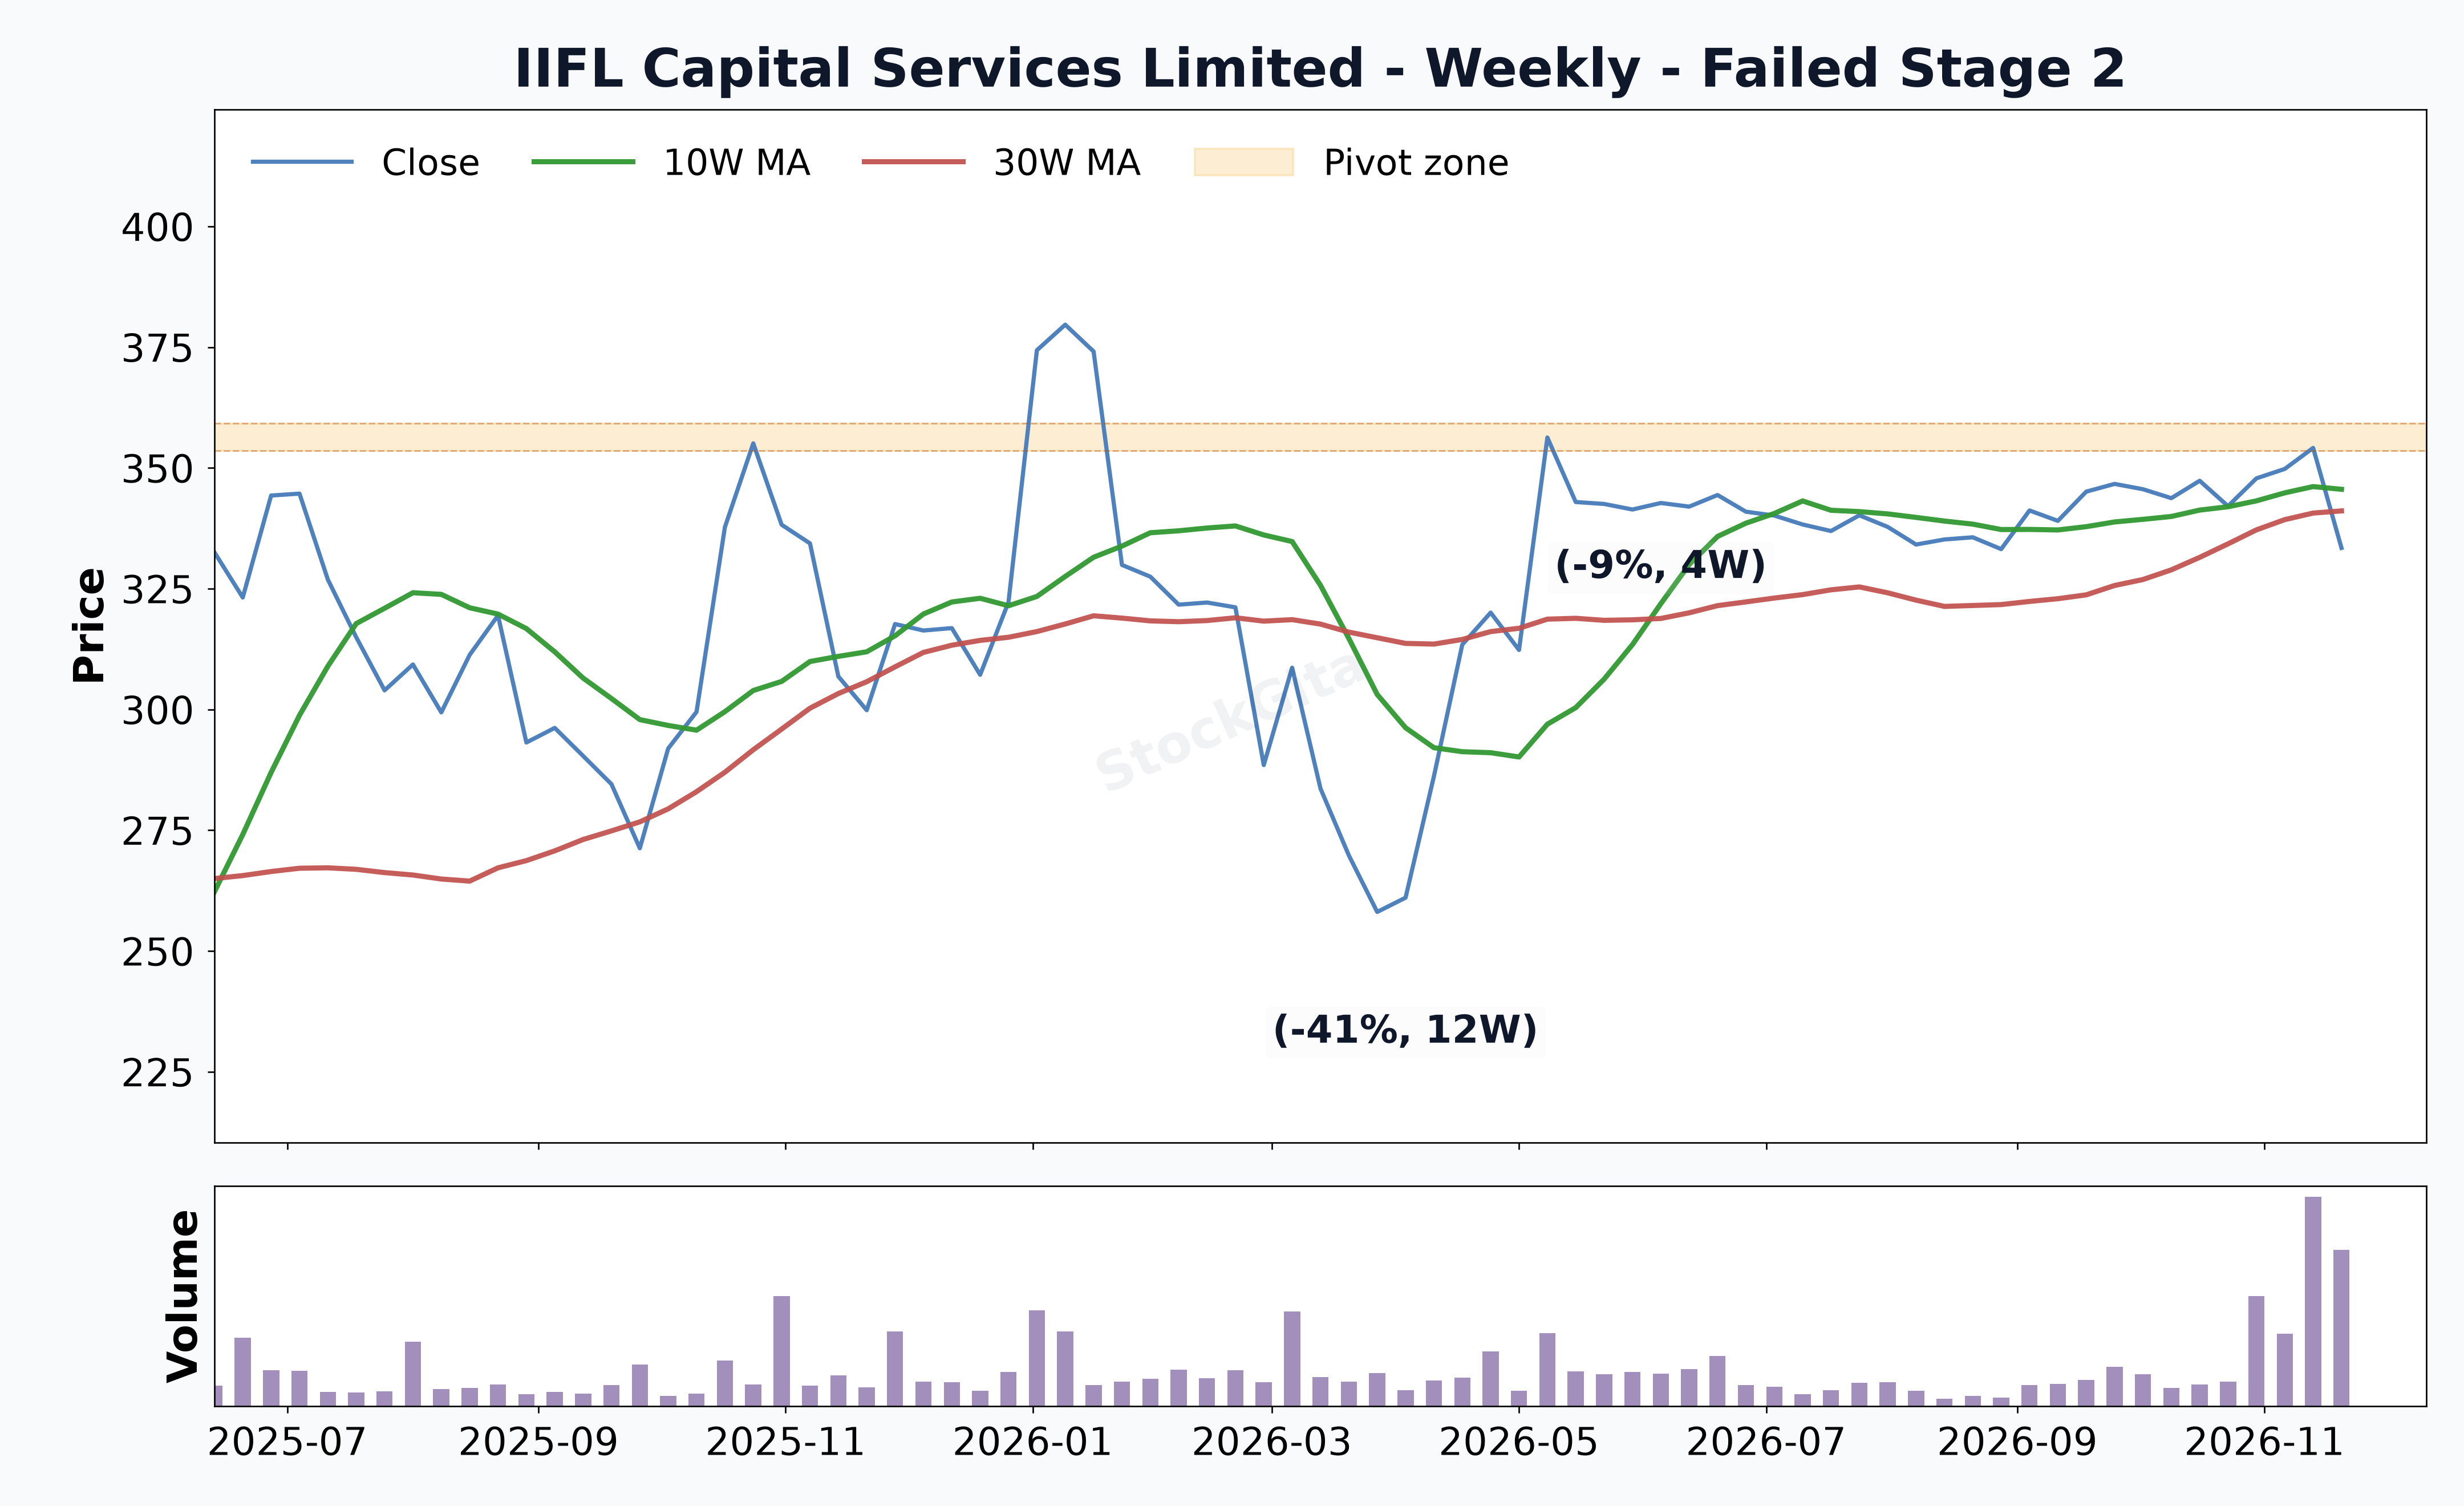 IIFL Capital Services Limited - Weekly - Failed Stage 2
Close 10W MA 30W MA Pivot zone
Price
400
375
350
325
300
275
250
225
(-9%, 4W)
StockGita
(-41%, 12W)
Volume
2025-07 2025-09 2025-11 2026-01 2026-03 2026-05 2026-07 2026-09 2026-11